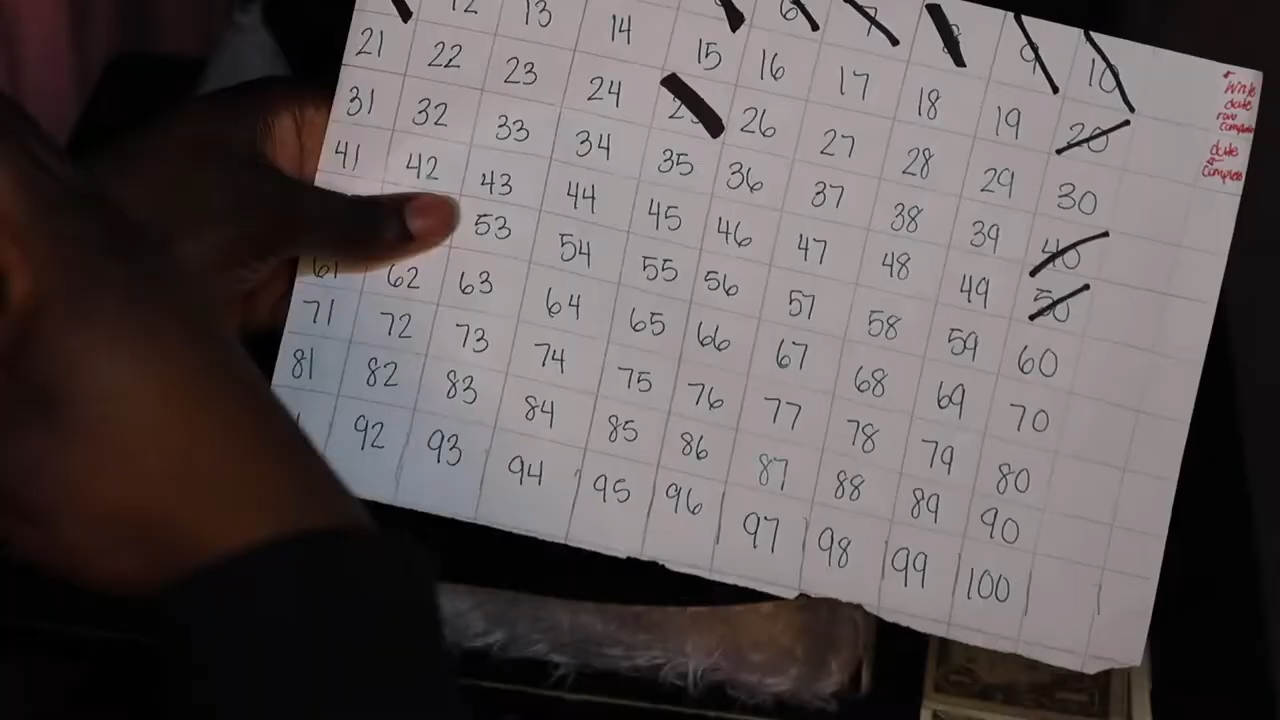 12 13 14 15 16 17 18 19 20
21 22 23 24 26 27 28 29 30
31 32 33 34 35 36 37 38 39 40
41 42 43 44 45 46 47 48 49 50
53 54 55 56 57 58 59 60
61 62 63 64 65 66 67 68 69 70
71 72 73 74 75 76 77 78 79 80
81 82 83 84 85 86 87 88 89 90
92 93 94 95 96 97 98 99 100
6 7 9 10
Write
date
row
date
complete